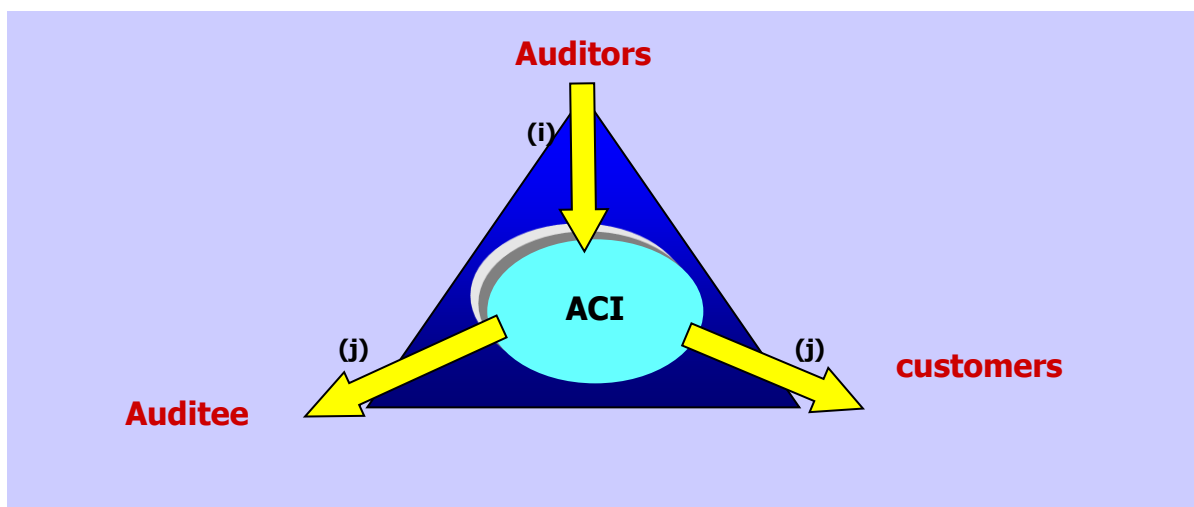 Auditors
(i)
ACI
(j)
(j)
customers
Auditee